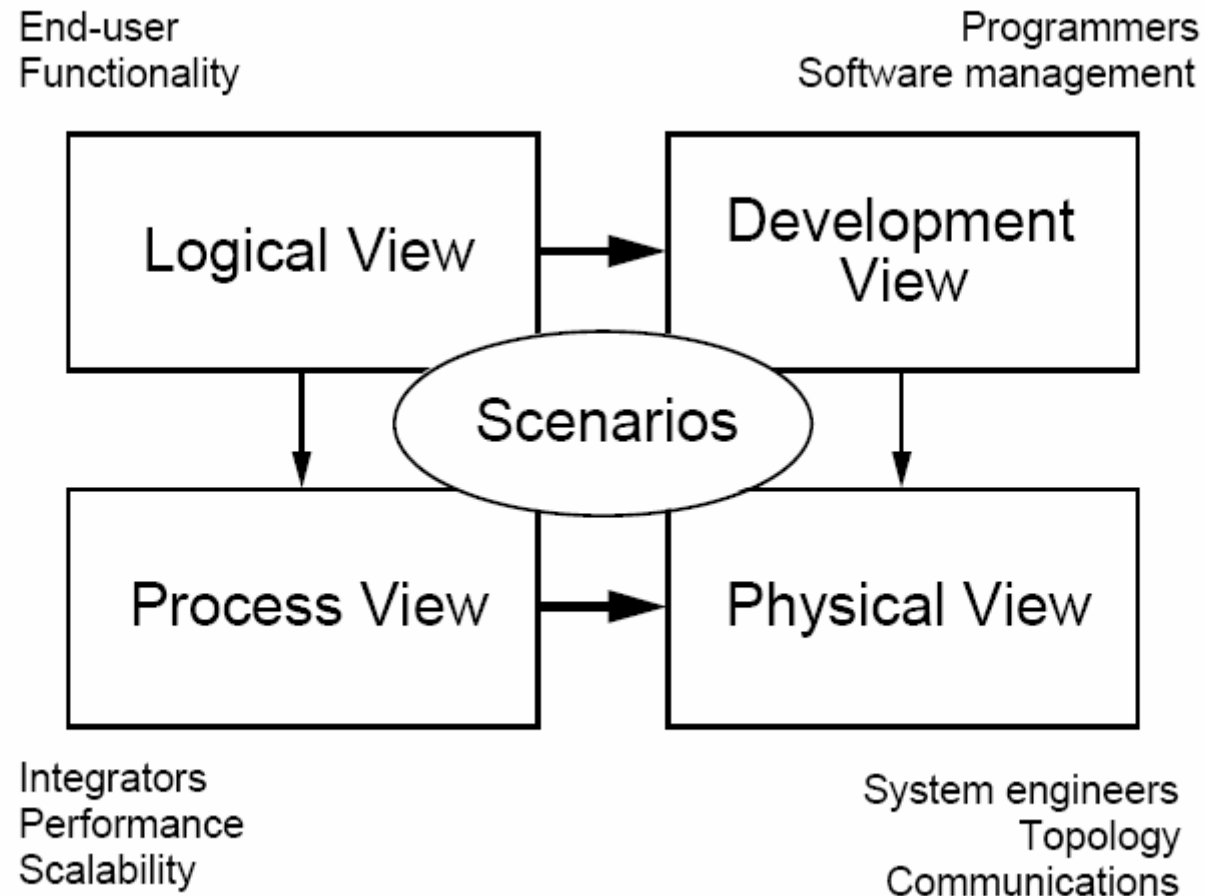 End-user
Functionality
Programmers
Software management
Logical View
Development
View
Scenarios
Process View
Physical View
Integrators
Performance
Scalability
System engineers
Topology
Communications